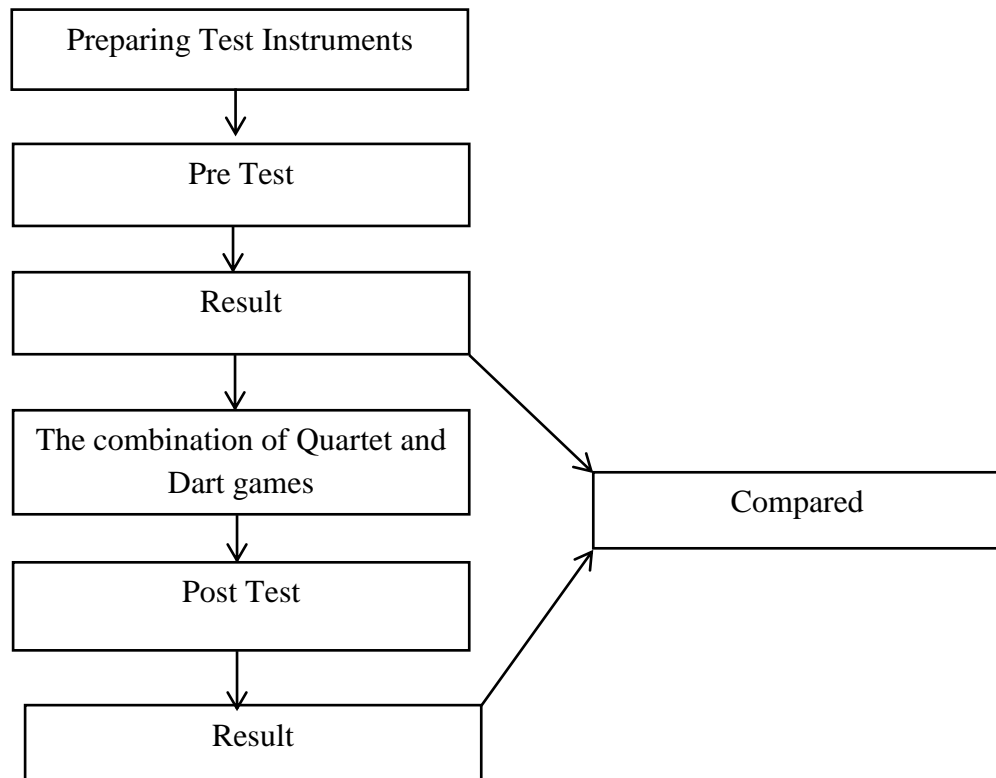 Preparing Test Instruments
Pre Test
Result
The combination of Quartet and
Dart games
Compared
Post Test
Result